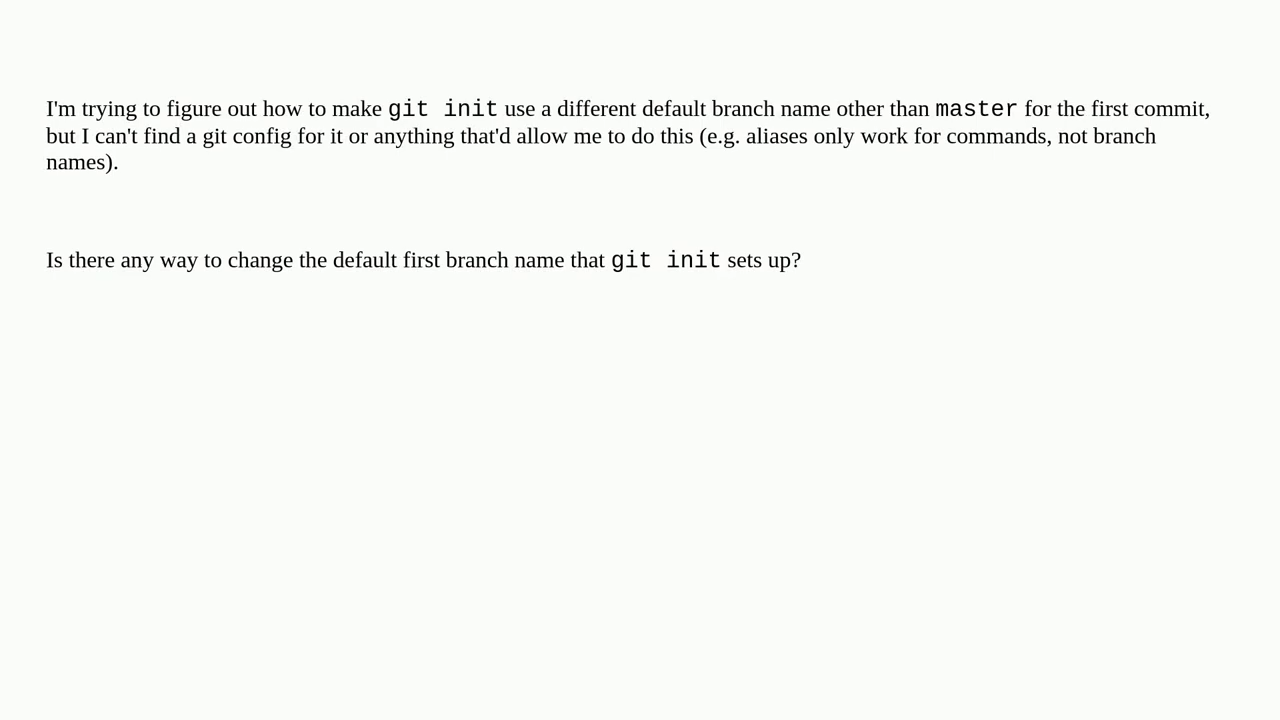 I'm trying to figure out how to make git init use a different default branch name other than master for the first commit,
but I can't find a git config for it or anything that'd allow me to do this (e.g. aliases only work for commands, not branch
names).
Is there any way to change the default first branch name that git init sets up?